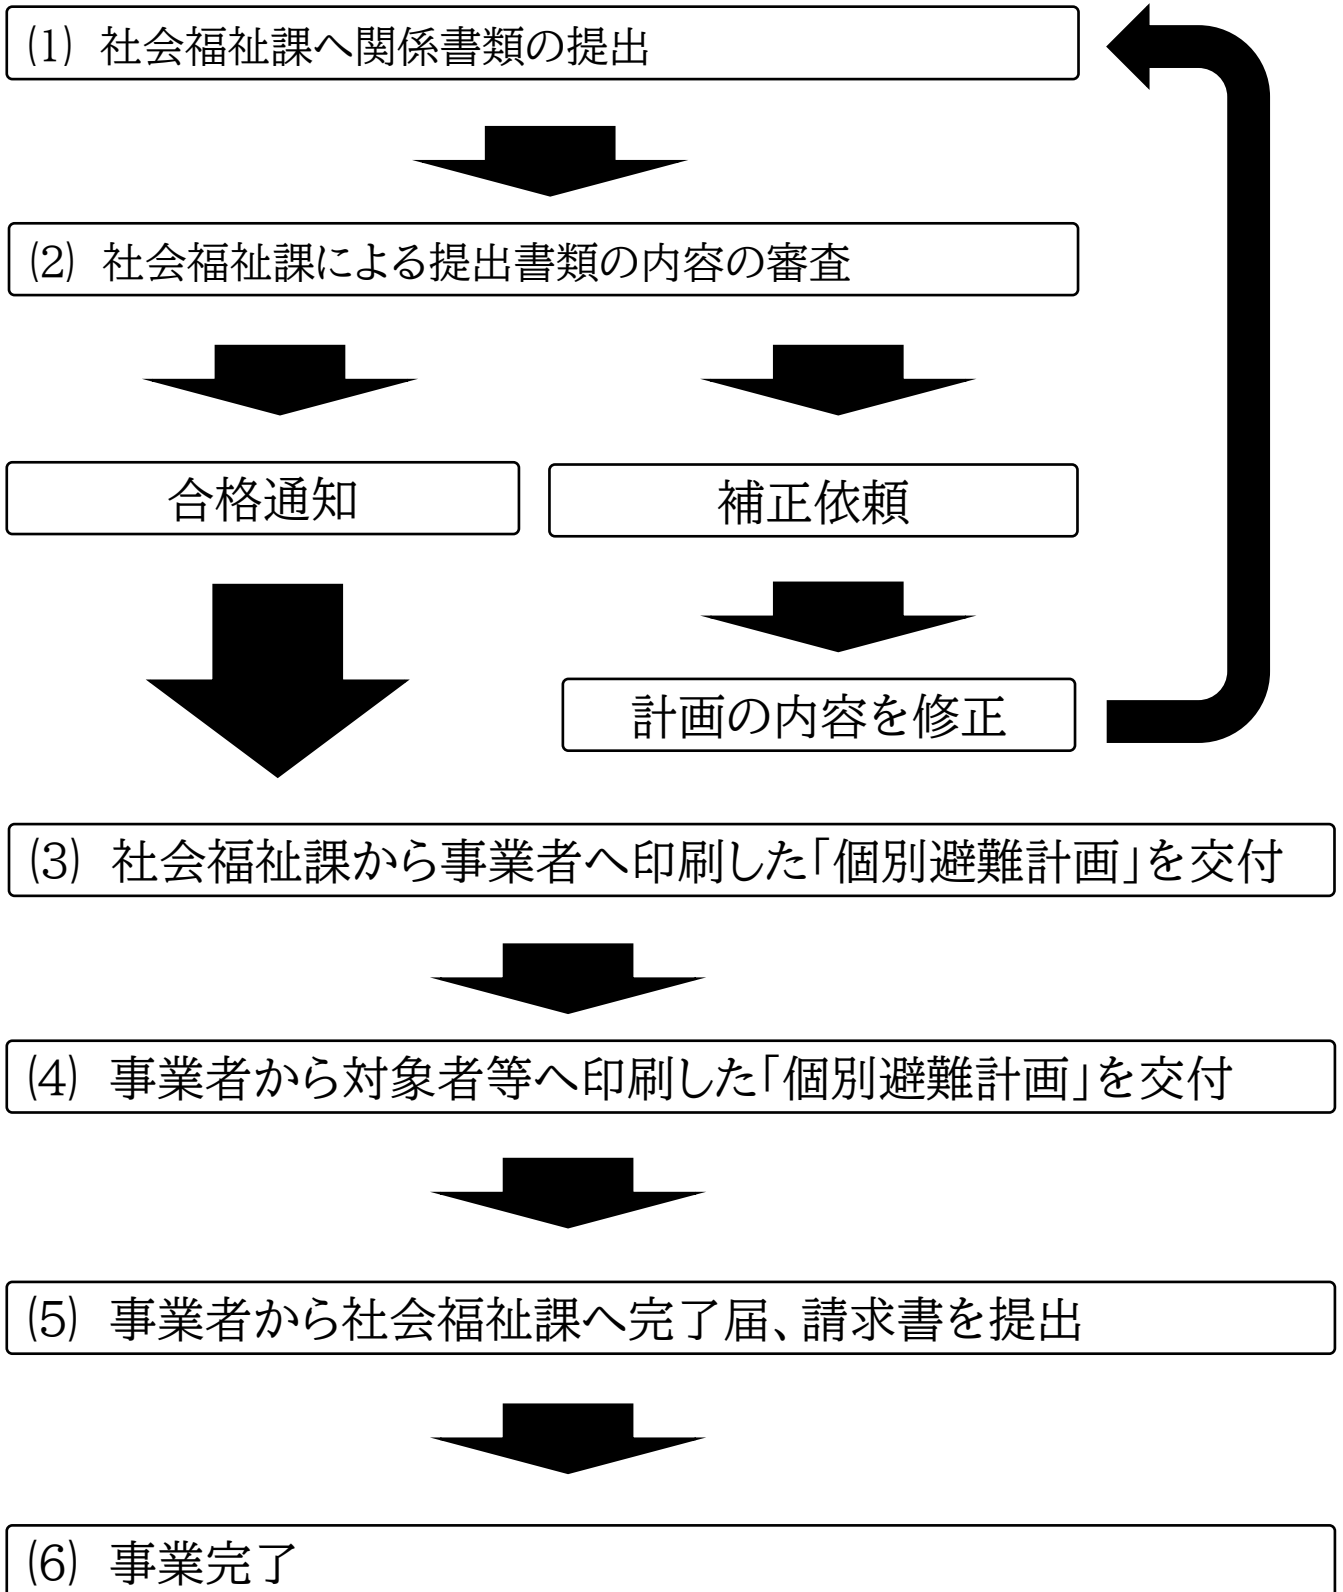 (1) 社会福祉課へ関係書類の提出
(2) 社会福祉課による提出書類の内容の審査
合格通知
補正依頼
計画の内容を修正
(3) 社会福祉課から事業者へ印刷した「個別避難計画」を交付
(4) 事業者から対象者等へ印刷した「個別避難計画」を交付
(5) 事業者から社会福祉課へ完了届、請求書を提出
(6) 事業完了